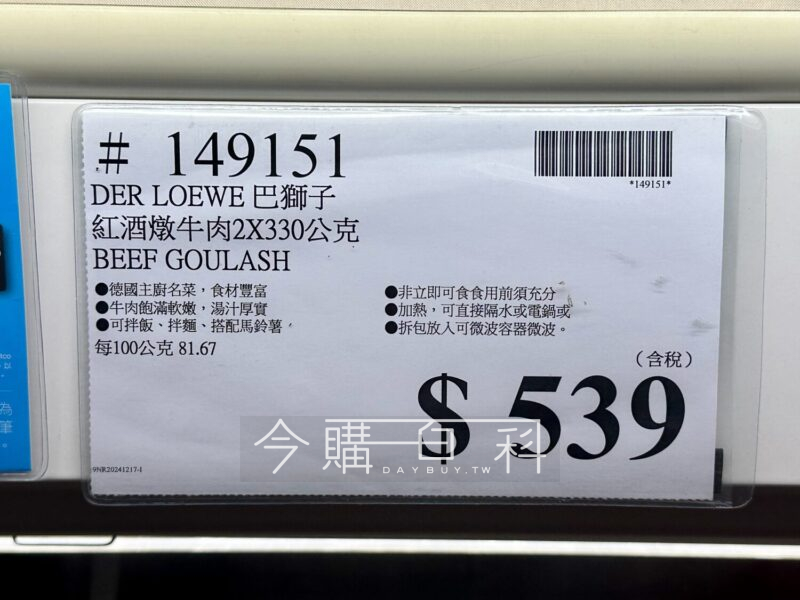 # 149151
*149151*
DER LOEWE 巴獅子
紅酒燉牛肉2X330公克
BEEF GOULASH
●德國主廚名菜，食材豐富
●牛肉飽滿軟嫩，湯汁厚實
●可拌飯、拌麵、搭配馬鈴薯
●非立即可食食用前須充分
●加熱，可直接隔水或電鍋或
●拆包放入可微波容器微波。
每100公克 81.67
（含稅）
$ 539
今購百科
DAYBUY.TW
9NR20241217-1
以
為
筆
。